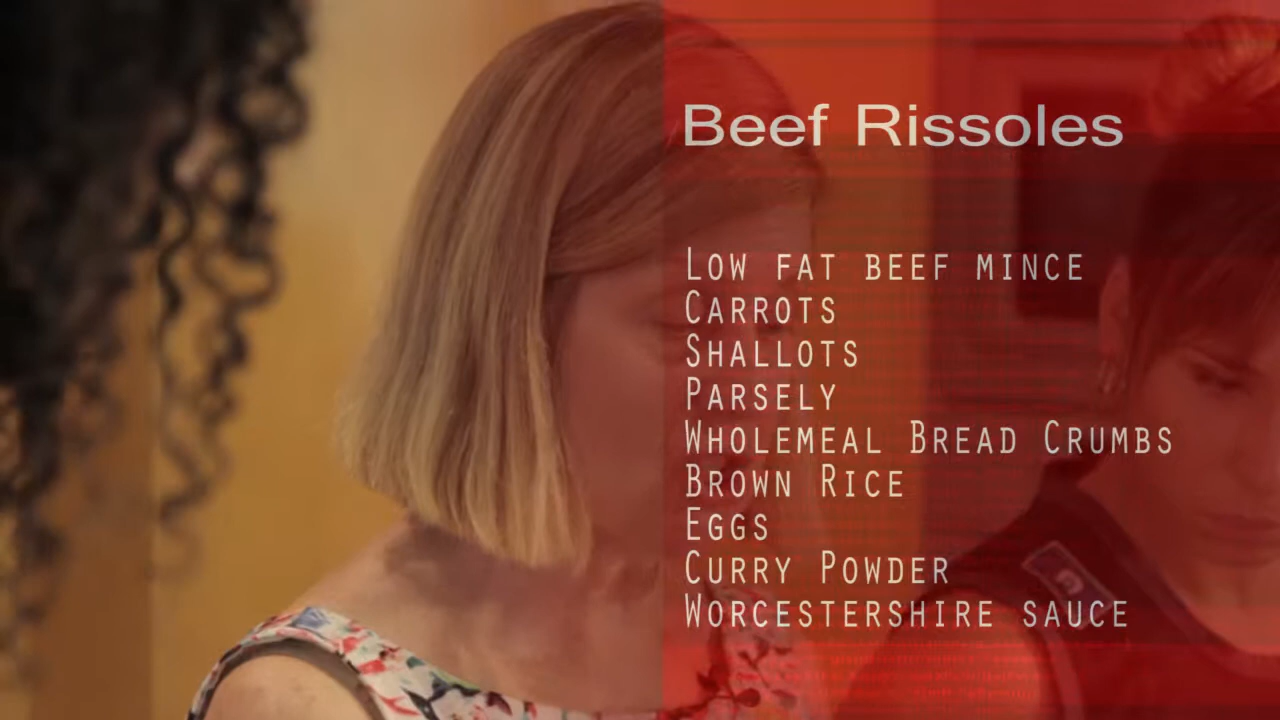 Beef Rissoles
Low fat beef mince
Carrots
Shallots
Parsely
Wholemeal Bread Crumbs
Brown Rice
Eggs
Curry Powder
Worcestershire sauce